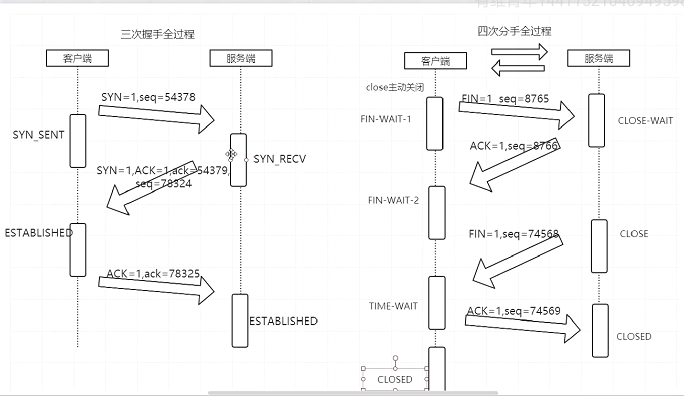 三次握手全过程
客户端
服务端
SYN=1,seq=54378
SYN_SENT
SYN_RECV
SYN=1,ACK=1,ack=54379,
seq=78324
ESTABLISHED
ACK=1,ack=78325
ESTABLISHED
四次分手全过程
客户端
服务端
close主动关闭
FIN=1 seq=8765
FIN-WAIT-1
CLOSE-WAIT
ACK=1,seq=8766
FIN-WAIT-2
FIN=1,seq=74568
CLOSE
TIME-WAIT
ACK=1,seq=74569
CLOSED
CLOSED